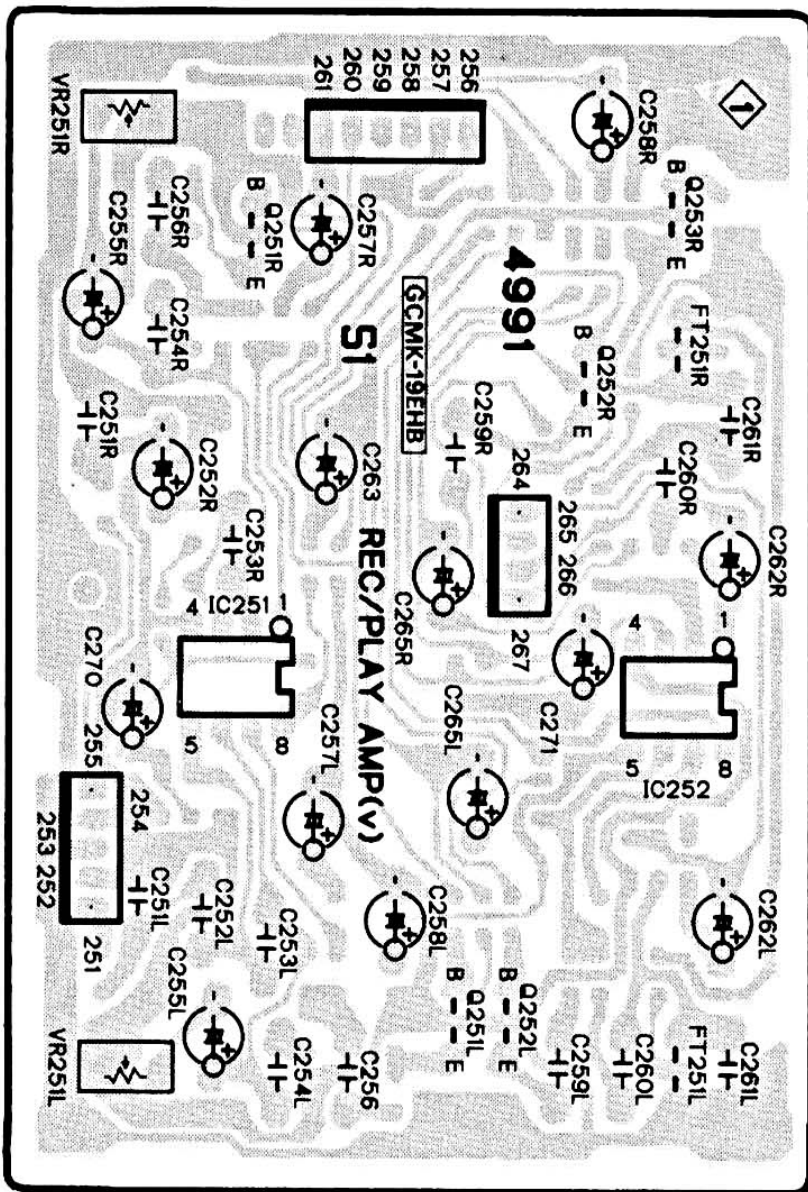 256
257
258
259
260
261
VR251R
1
-
+
C258R
B
Q253R
E
C256R
B
Q251R
E
-
+
C257R
-
+
C255R
C254R
4991
S1
GCMK-19EHB
FT251R
B
Q252R
E
C251R
-
+
C252R
-
+
C263
C259R
C261R
C260R
264
265 266
267
C253R
-
+
C262R
-
+
C265R
REC/PLAY AMP(v)
4
IC251
1
5
8
4
1
5
8
IC252
-
+
C271
-
+
C270
-
+
C265L
-
+
C257L
255
254
253 252
251
C251L
C252L
C253L
-
+
C258L
-
+
C262L
-
+
C255L
B
Q251L
E
B
Q252L
E
VR251L
C254L
C256
C259L
C260L
FT251L
C261L